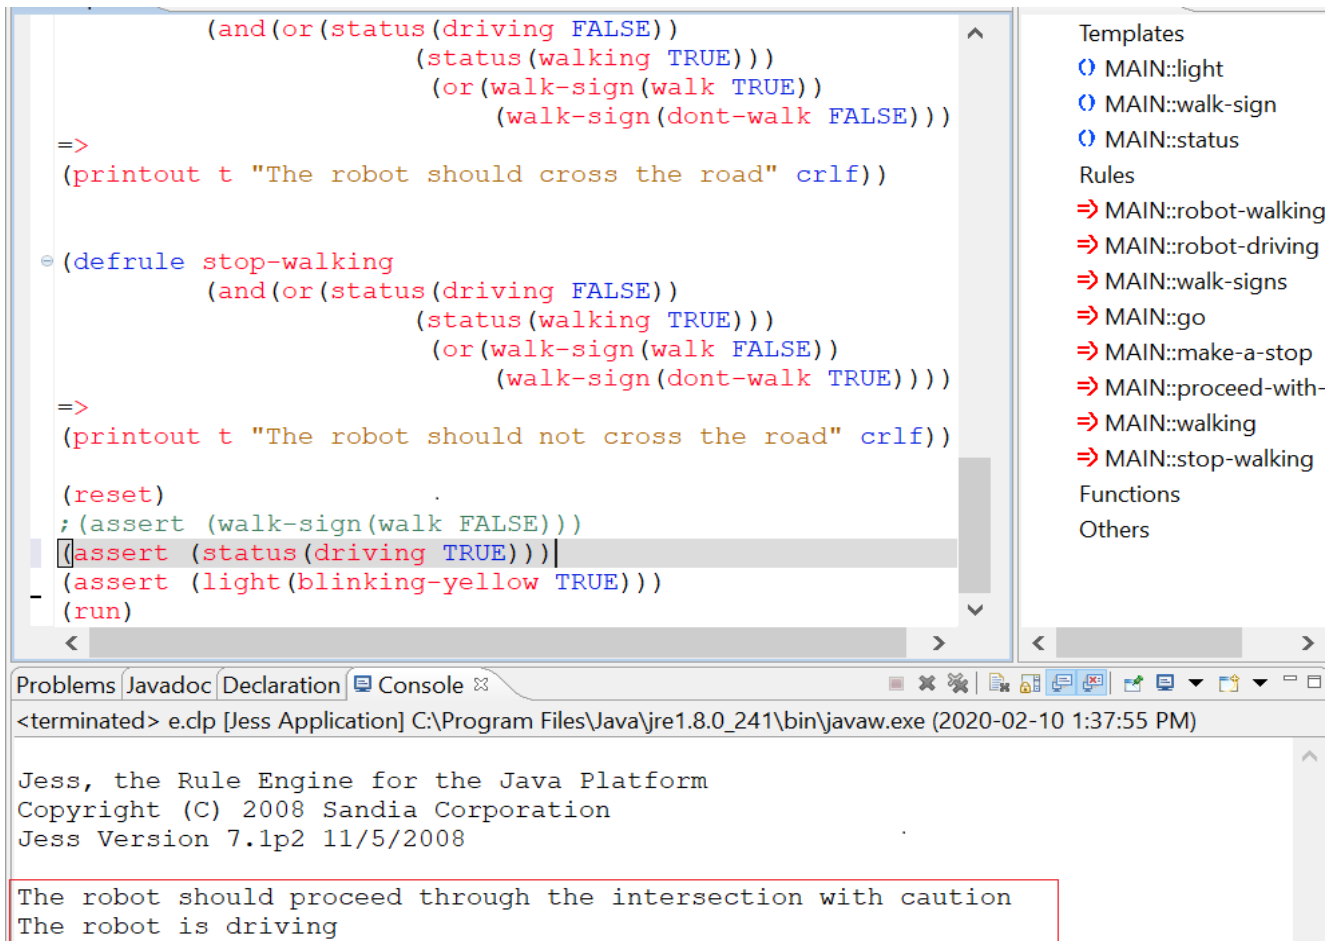 (and(or(status(driving FALSE))
(status(walking TRUE)))
(or(walk-sign(walk TRUE))
(walk-sign(dont-walk FALSE)))
=>
(printout t "The robot should cross the road" crlf))
(defrule stop-walking
(and(or(status(driving FALSE))
(status(walking TRUE)))
(or(walk-sign(walk FALSE))
(walk-sign(dont-walk TRUE))))
=>
(printout t "The robot should not cross the road" crlf))
(reset)
;(assert (walk-sign(walk FALSE)))
(assert (status(driving TRUE)))
(assert (light(blinking-yellow TRUE)))
(run)
Templates
MAIN::light
MAIN::walk-sign
MAIN::status
Rules
MAIN::robot-walking
MAIN::robot-driving
MAIN::walk-signs
MAIN::go
MAIN::make-a-stop
MAIN::proceed-with-
MAIN::walking
MAIN::stop-walking
Functions
Others
Problems Javadoc Declaration Console
<terminated> e.clp [Jess Application] C:\Program Files\Java\jre1.8.0_241\bin\javaw.exe (2020-02-10 1:37:55 PM)
Jess, the Rule Engine for the Java Platform
Copyright (C) 2008 Sandia Corporation
Jess Version 7.1p2 11/5/2008
The robot should proceed through the intersection with caution
The robot is driving